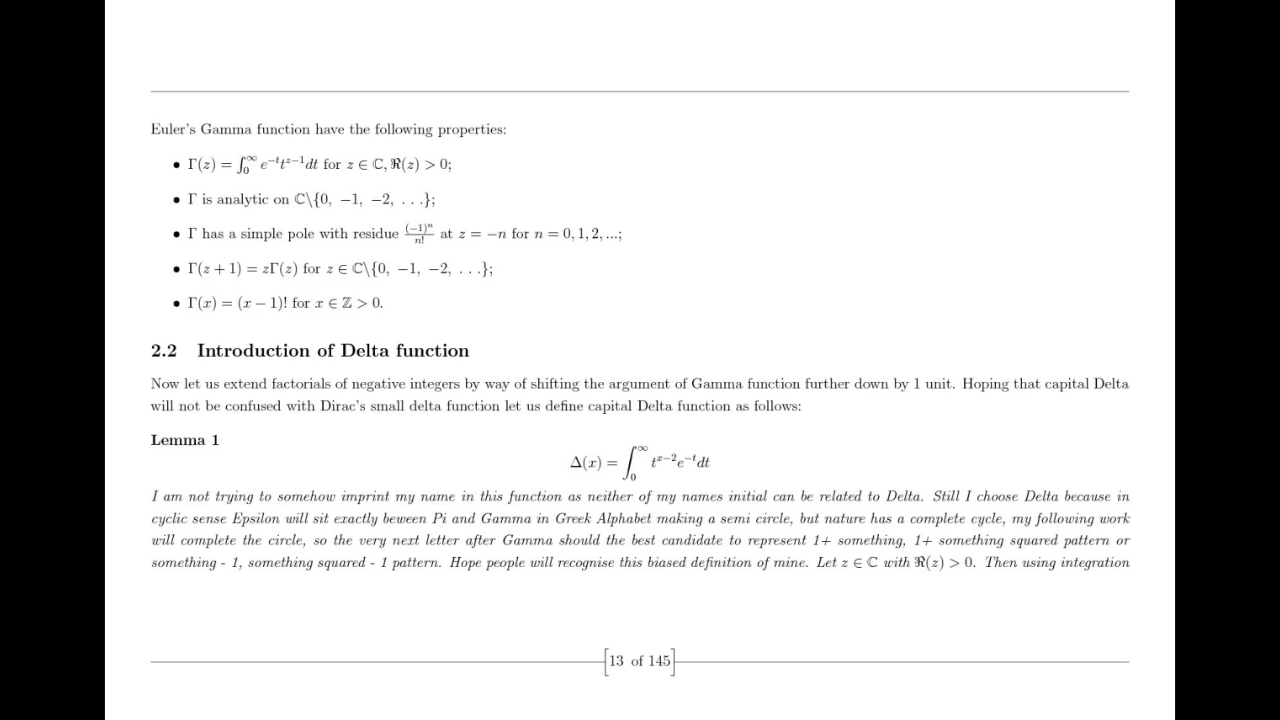 Euler's Gamma function have the following properties:
• Γ(z) = ∫₀^∞ e^{−t}t^{z−1}dt for z ∈ ℂ, ℜ(z) > 0;
• Γ is analytic on ℂ\{0, −1, −2, . . .};
• Γ has a simple pole with residue (−1)^n/n! at z = −n for n = 0, 1, 2, ...;
• Γ(z + 1) = zΓ(z) for z ∈ ℂ\{0, −1, −2, . . .};
• Γ(x) = (x − 1)! for x ∈ ℤ > 0.
2.2 Introduction of Delta function
Now let us extend factorials of negative integers by way of shifting the argument of Gamma function further down by 1 unit. Hoping that capital Delta
will not be confused with Dirac's small delta function let us define capital Delta function as follows:
Lemma 1
Δ(x) = ∫₀^∞ t^{x−2}e^{−t}dt
I am not trying to somehow imprint my name in this function as neither of my names initial can be related to Delta. Still I choose Delta because in
cyclic sense Epsilon will sit exactly beween Pi and Gamma in Greek Alphabet making a semi circle, but nature has a complete cycle, my following work
will complete the circle, so the very next letter after Gamma should the best candidate to represent 1+ something, 1+ something squared pattern or
something - 1, something squared - 1 pattern. Hope people will recognise this biased definition of mine. Let z ∈ ℂ with ℜ(z) > 0. Then using integration
[13 of 145]